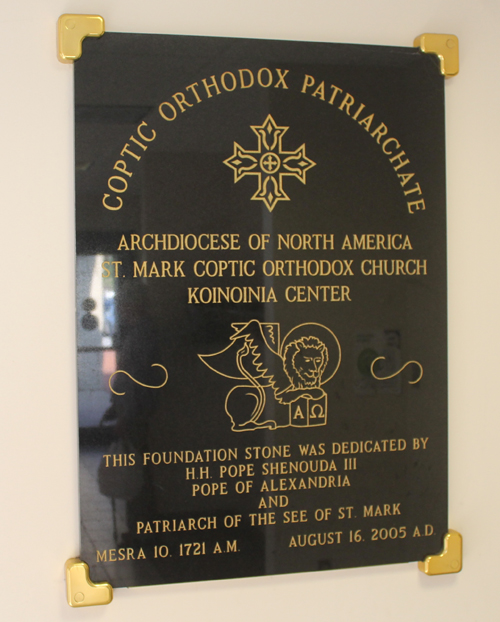 COPTIC ORTHODOX PATRIARCHATE
ARCHDIOCESE OF NORTH AMERICA
ST. MARK COPTIC ORTHODOX CHURCH
KOINOINIA CENTER
Α Ω
THIS FOUNDATION STONE WAS DEDICATED BY
H.H. POPE SHENOUDA III
POPE OF ALEXANDRIA
AND
PATRIARCH OF THE SEE OF ST. MARK
MESRA 10. 1721 A.M. AUGUST 16. 2005 A.D.